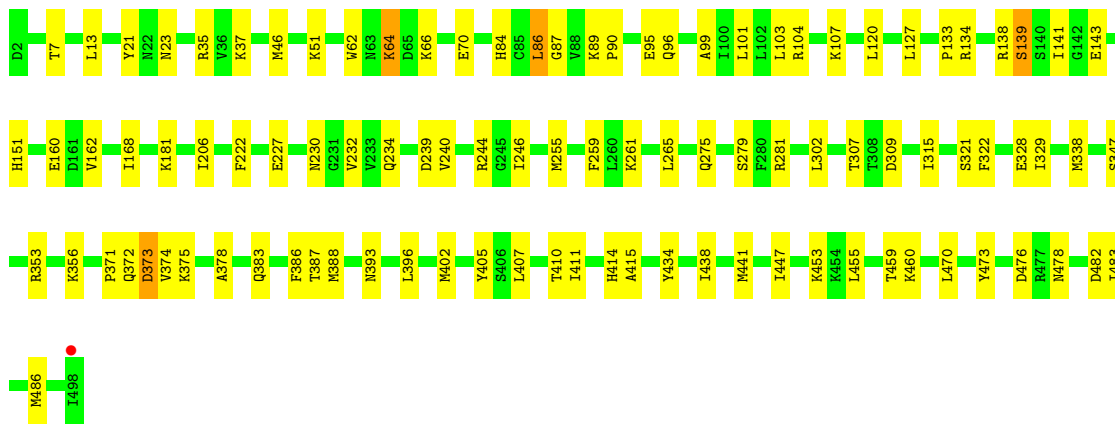 D2 T7 L13 Y21 N22 N23 R35 V36 K37 M46 K51 W62 N63 K64 D65 K66 E70 H84 C85 L86 G87 V88 K89 P90 E95 Q96 A99 I100 L101 L102 L103 R104 K107 L120 L127 P133 R134 R138 S139 S140 I141 G142 E143
H151 E160 D161 V162 I168 K181 I206 F222 E227 N230 G231 V232 V233 Q234 D239 V240 R244 G245 I246 M255 F259 L260 K261 L265 Q275 S279 F280 R281 L302 T307 T308 D309 I315 S321 F322 E328 I329 M338 S347
R353 K356 P371 Q372 D373 V374 K375 A378 Q383 F386 T387 M388 N393 L396 M402 Y405 S406 L407 T410 I411 H414 A415 Y434 I438 M441 I447 K453 K454 L455 T459 K460 L470 Y473 D476 R477 N478 D482
M486 I498